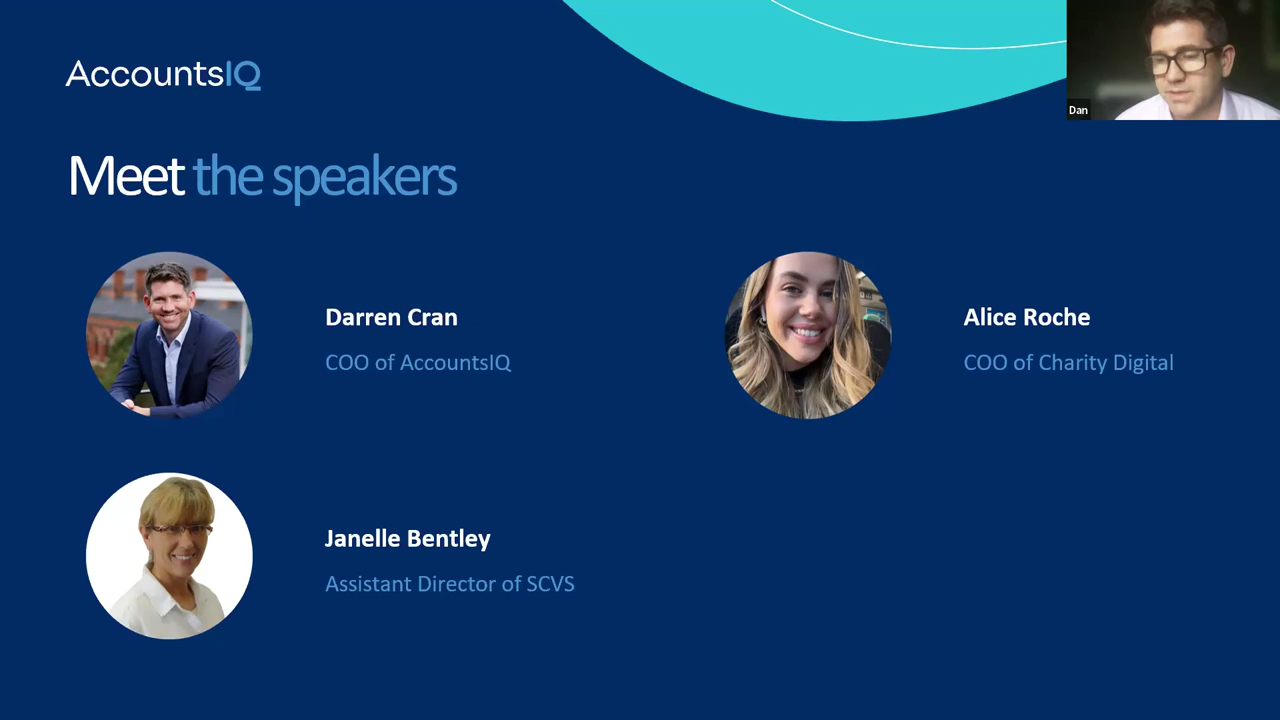 AccountsIQ
Dan
Meet the speakers
Darren Cran
COO of AccountsIQ
Alice Roche
COO of Charity Digital
Janelle Bentley
Assistant Director of SCVS